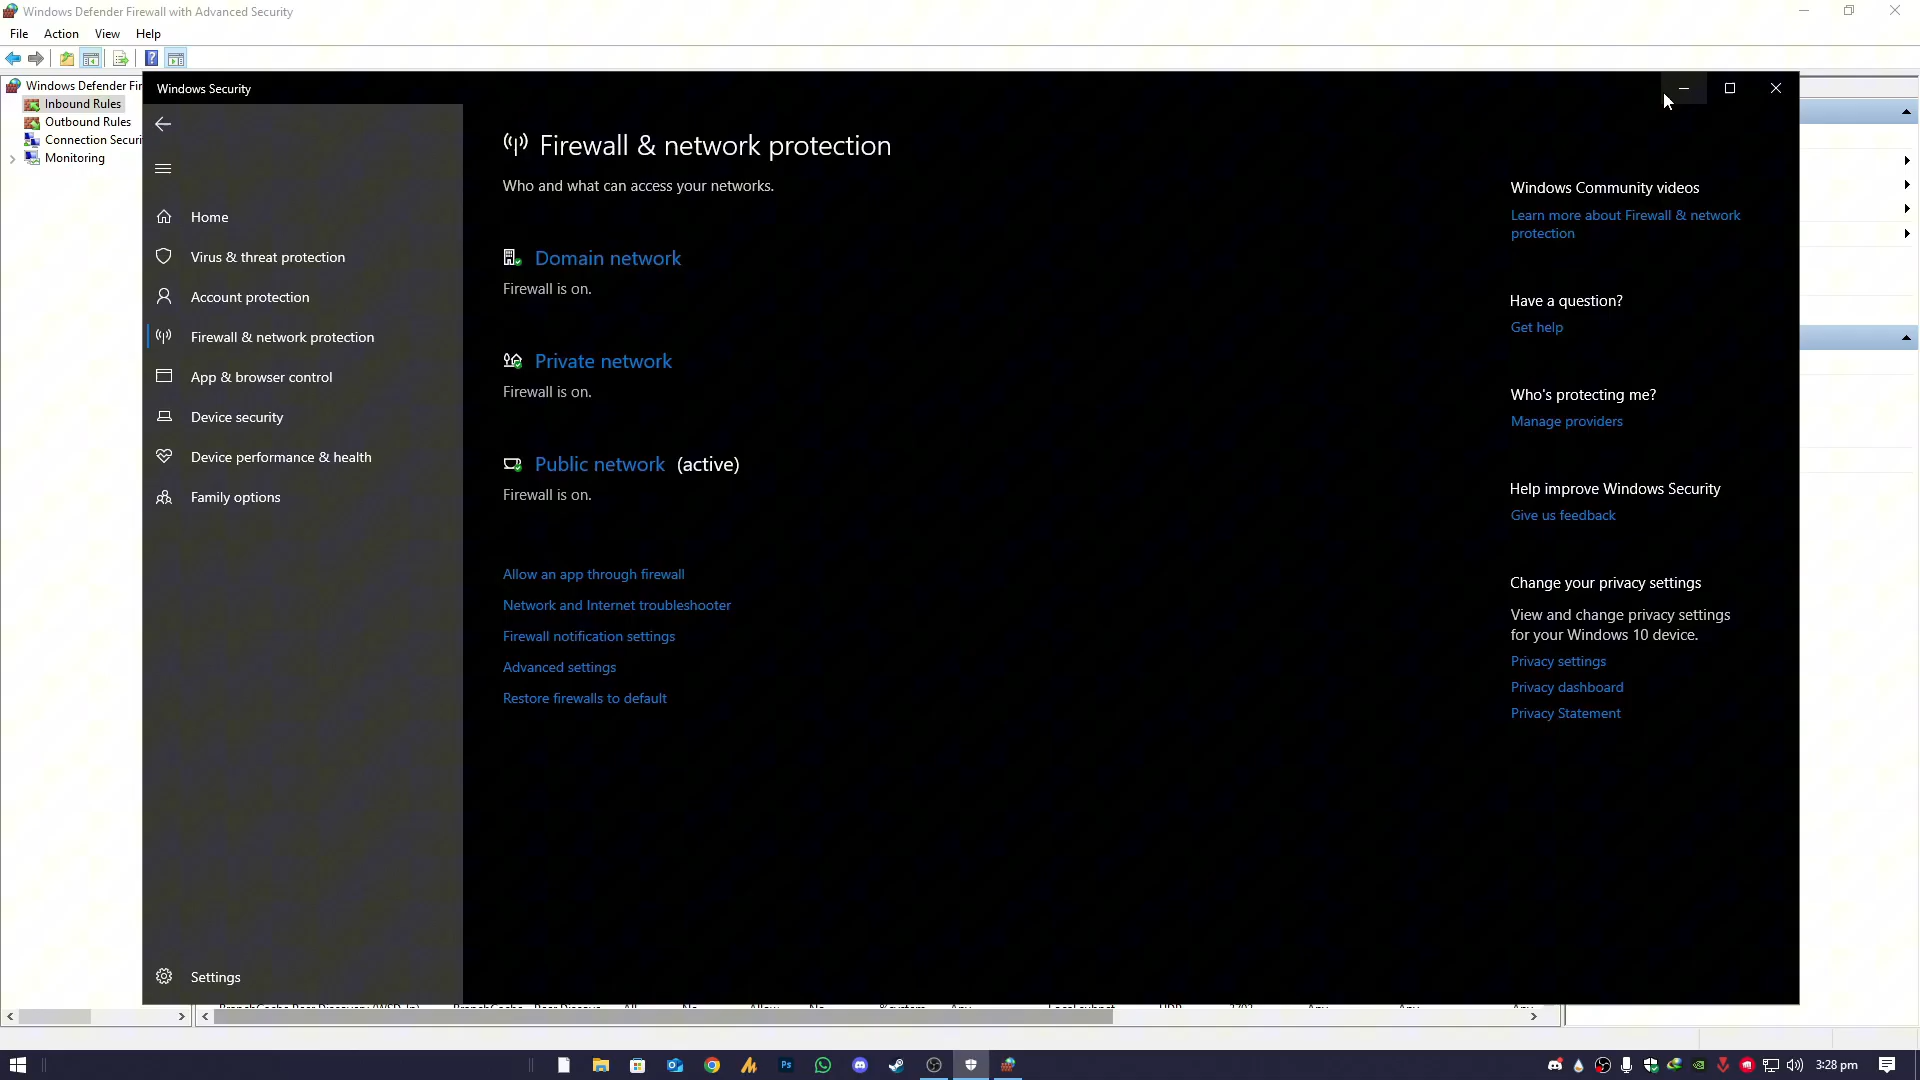 Windows Defender Firewall with Advanced Security
File Action View Help
Windows Defender Fir
Inbound Rules
Outbound Rules
Connection Securi
Monitoring
Windows Security
Home
Virus & threat protection
Account protection
Firewall & network protection
App & browser control
Device security
Device performance & health
Family options
Settings
Firewall & network protection
Who and what can access your networks.
Domain network
Firewall is on.
Private network
Firewall is on.
Public network (active)
Firewall is on.
Allow an app through firewall
Network and Internet troubleshooter
Firewall notification settings
Advanced settings
Restore firewalls to default
Windows Community videos
Learn more about Firewall & network
protection
Have a question?
Get help
Who's protecting me?
Manage providers
Help improve Windows Security
Give us feedback
Change your privacy settings
View and change privacy settings
for your Windows 10 device.
Privacy settings
Privacy dashboard
Privacy Statement
Ps
3:28 pm